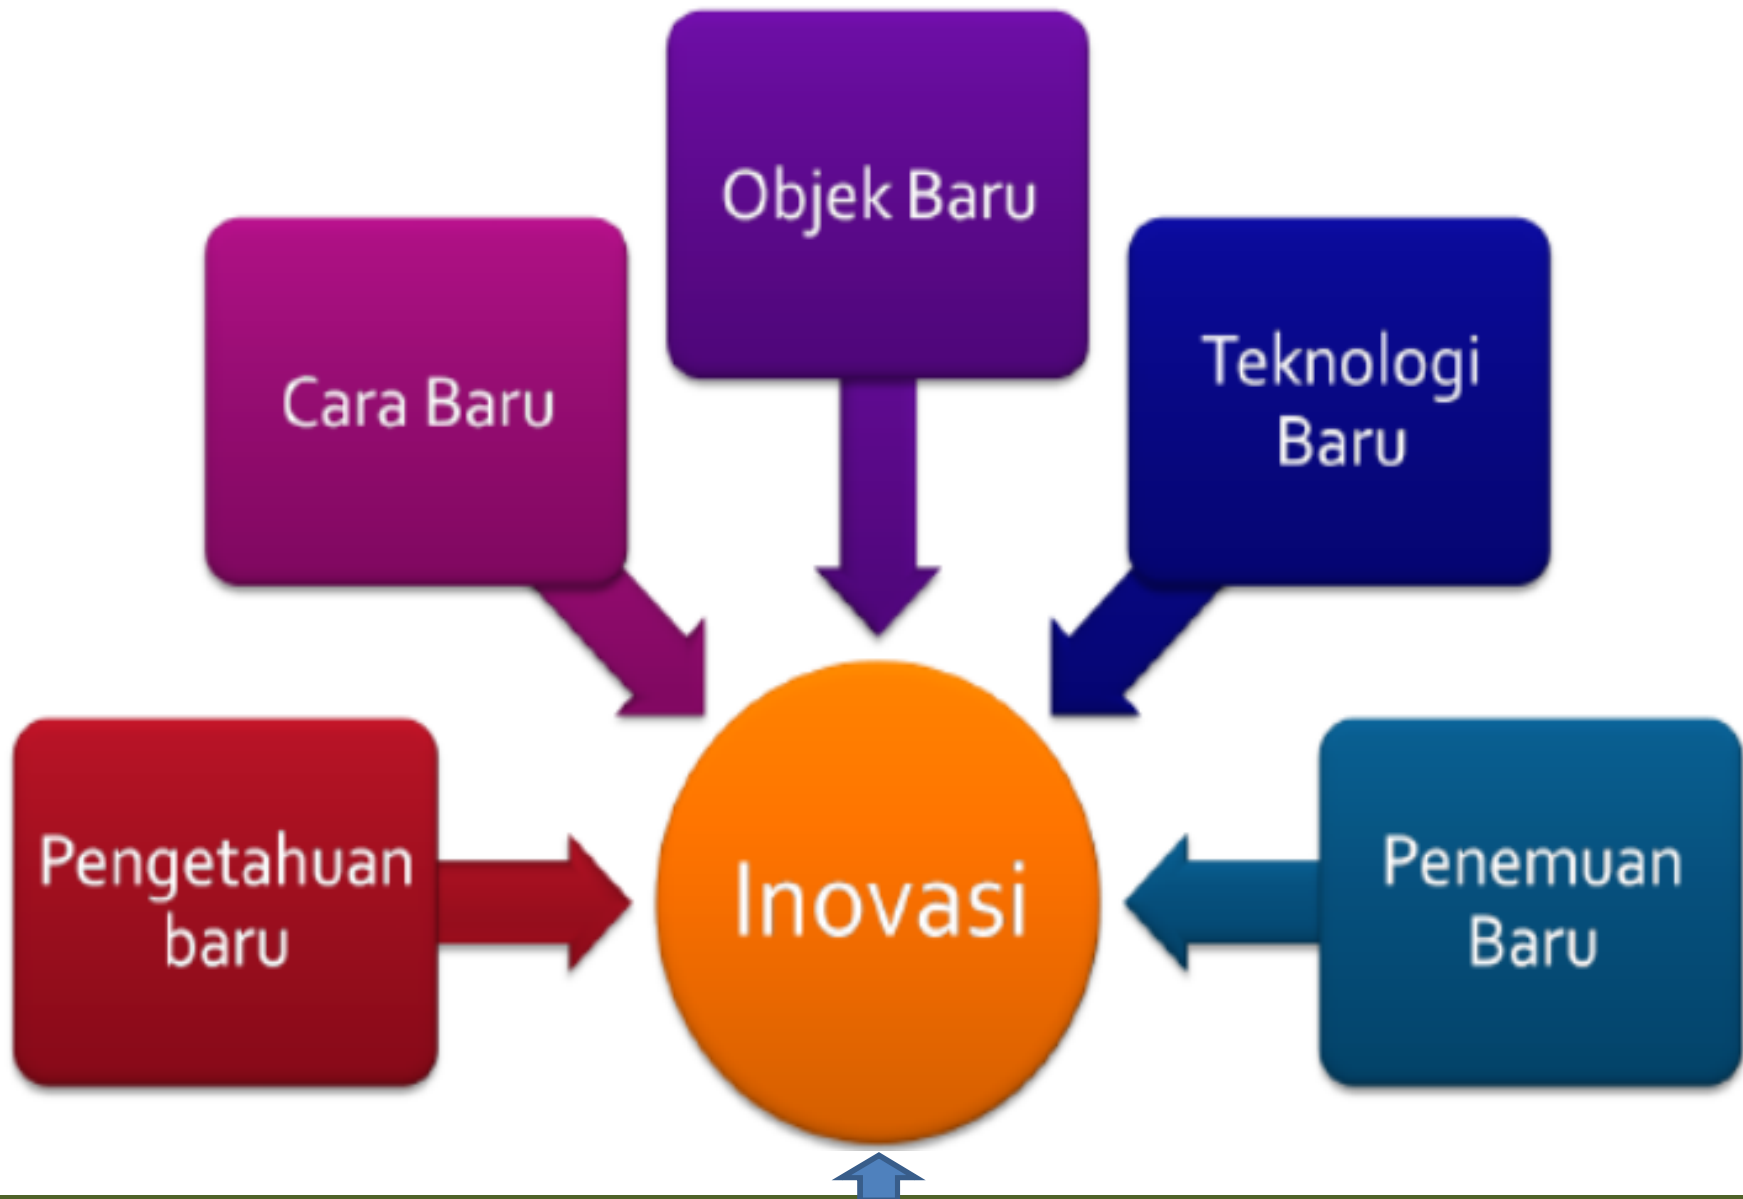 Objek Baru
Cara Baru
Teknologi
Baru
Pengetahuan
baru
Inovasi
Penemuan
Baru